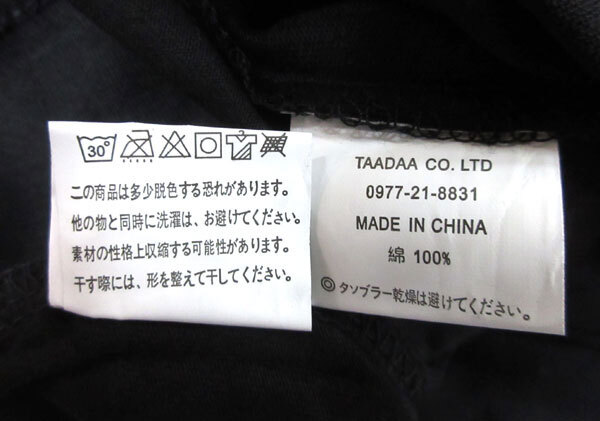 30°
この商品は多少脱色する恐れがあります。
他の物と同時に洗濯は、お避けてください。
素材の性格上収縮する可能性があります。
干す際には、形を整えて干してください。
TAADAA CO. LTD
0977-21-8831
MADE IN CHINA
綿 100%
◎タソブラー乾燥は避けてください。